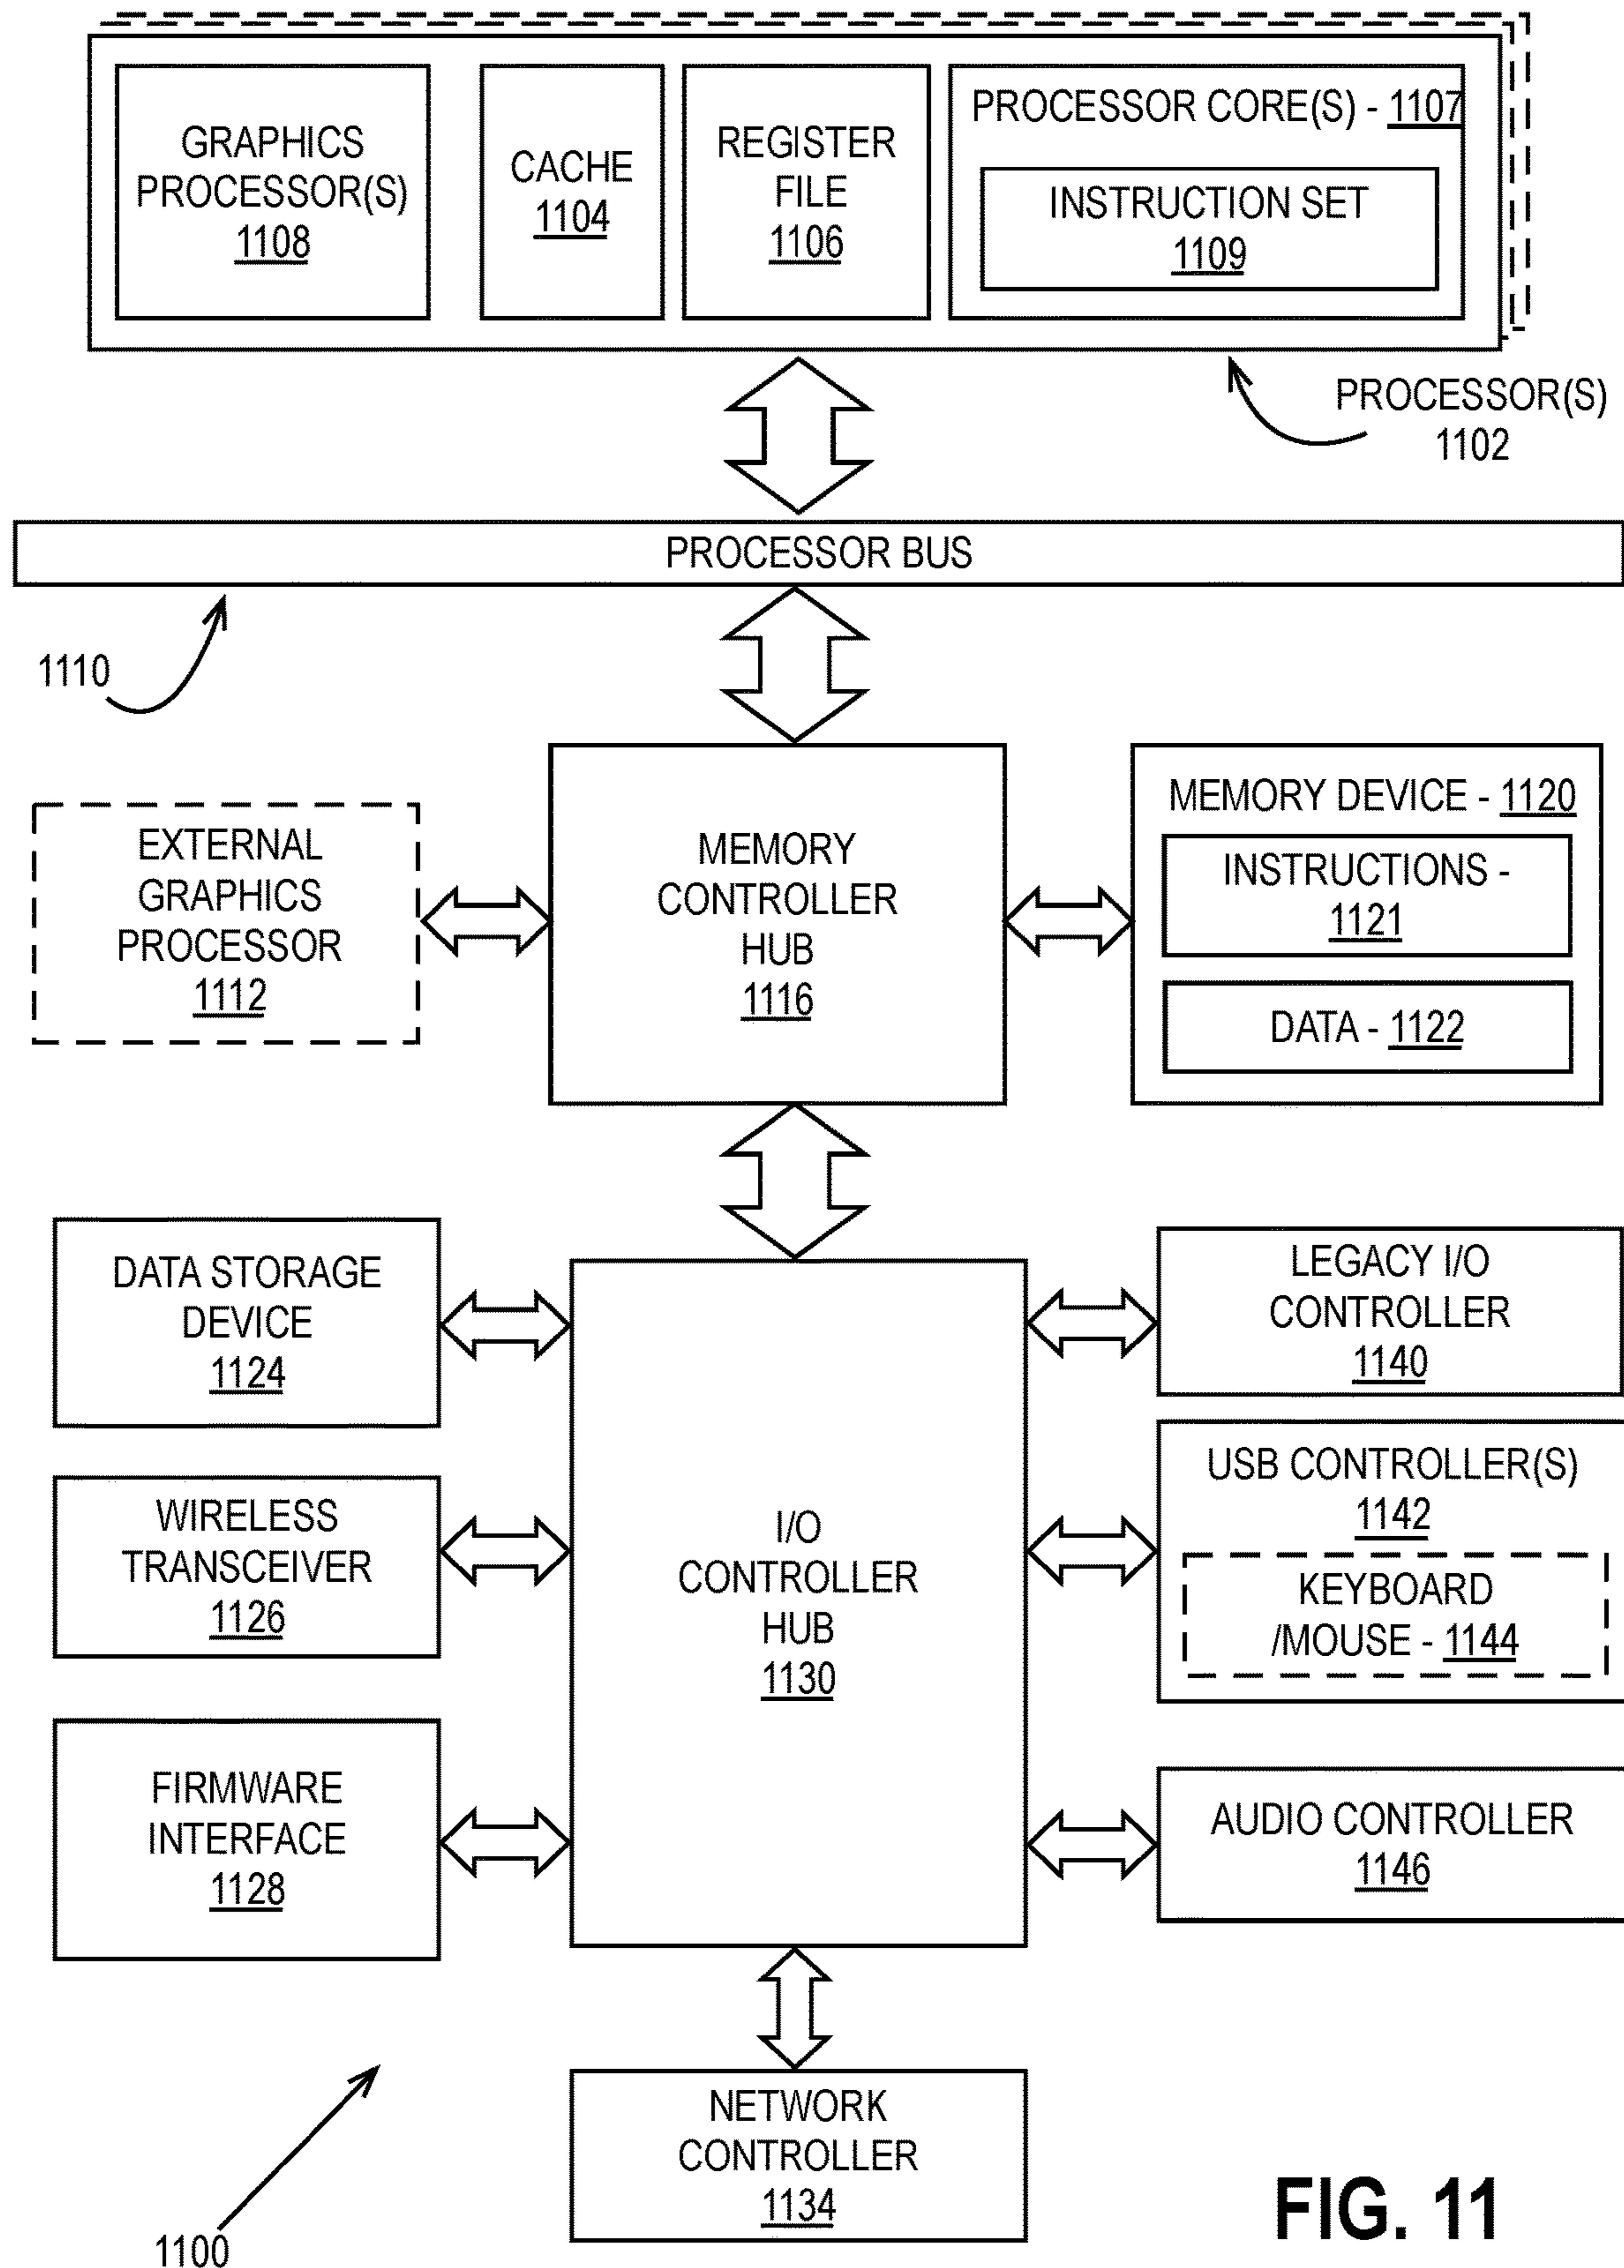 GRAPHICS
PROCESSOR(S)
1108
CACHE
1104
REGISTER
FILE
1106
PROCESSOR CORE(S) - 1107
INSTRUCTION SET
1109
PROCESSOR(S)
1102
PROCESSOR BUS
1110
EXTERNAL
GRAPHICS
PROCESSOR
1112
MEMORY
CONTROLLER
HUB
1116
MEMORY DEVICE - 1120
INSTRUCTIONS -
1121
DATA - 1122
DATA STORAGE
DEVICE
1124
WIRELESS
TRANSCEIVER
1126
FIRMWARE
INTERFACE
1128
I/O
CONTROLLER
HUB
1130
LEGACY I/O
CONTROLLER
1140
USB CONTROLLER(S)
1142
KEYBOARD
/MOUSE - 1144
AUDIO CONTROLLER
1146
NETWORK
CONTROLLER
1134
1100
FIG. 11